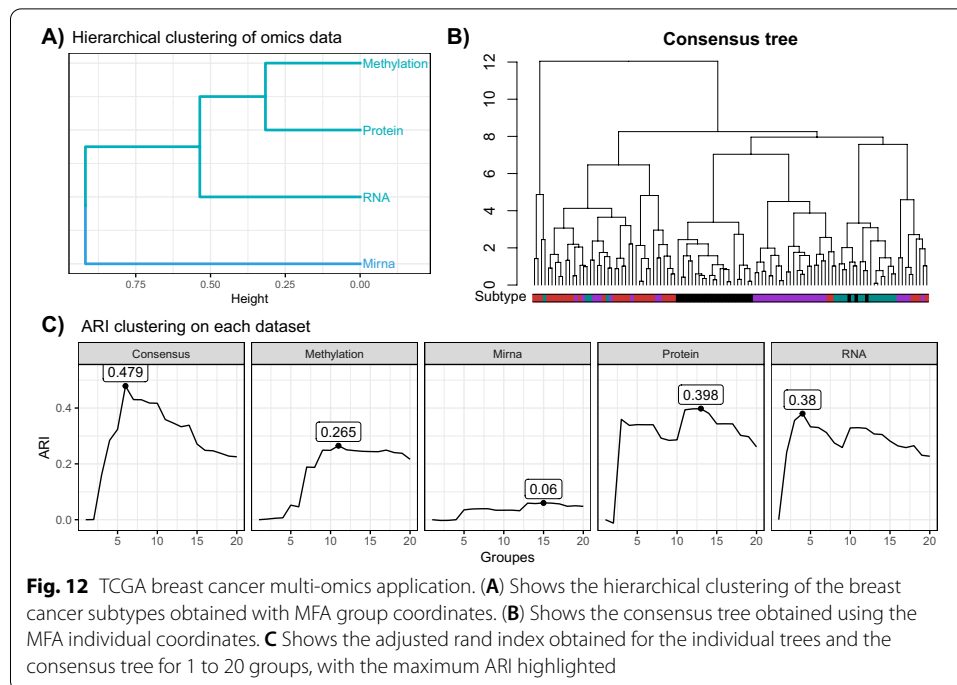 A) Hierarchical clustering of omics data
Methylation
Protein
RNA
Mirna
0.75 0.50 0.25 0.00
Height
B) Consensus tree
12
10
8
6
4
2
0
Subtype
C) ARI clustering on each dataset
Consensus Methylation Mirna Protein RNA
0.479 0.265 0.06 0.398 0.38
0.4
0.2
0.0
ARI
5 10 15 20 5 10 15 20 5 10 15 20 5 10 15 20 5 10 15 20
Groupes
Fig. 12 TCGA breast cancer multi-omics application. (A) Shows the hierarchical clustering of the breast
cancer subtypes obtained with MFA group coordinates. (B) Shows the consensus tree obtained using the
MFA individual coordinates. C Shows the adjusted rand index obtained for the individual trees and the
consensus tree for 1 to 20 groups, with the maximum ARI highlighted